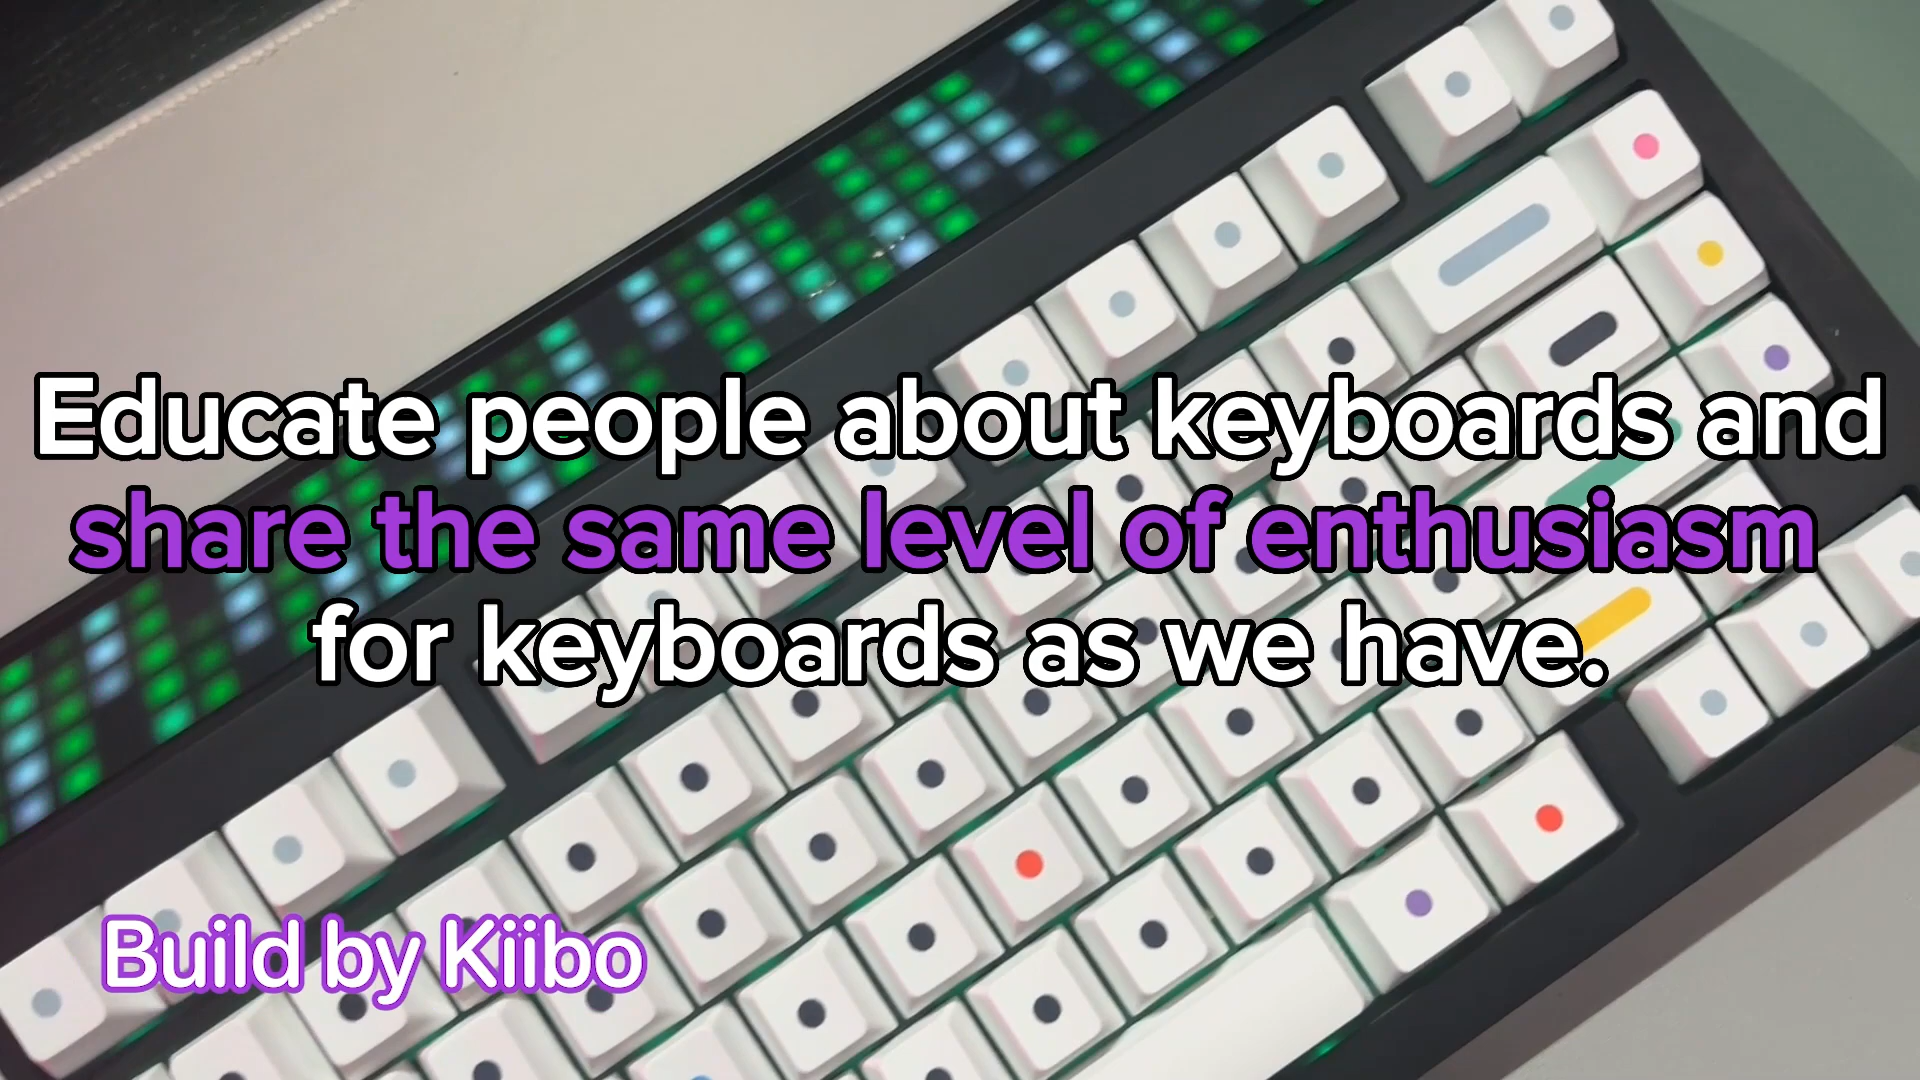 Educate people about keyboards and
share the same level of enthusiasm
for keyboards as we have.
Build by Kiibo